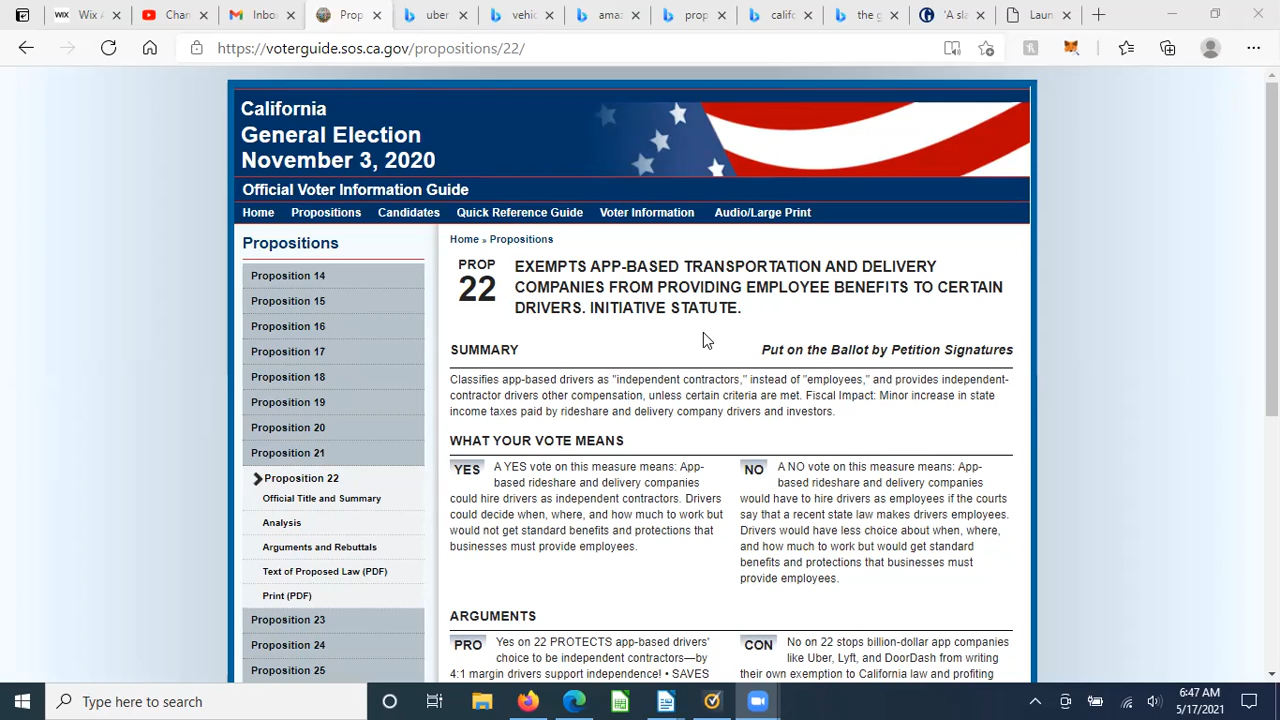 Wix A
Chan
Inbo
Prop
uber
vehic
amaz
prop
califo
the g
'A sla
Laun
https://voterguide.sos.ca.gov/propositions/22/
California
General Election
November 3, 2020
Official Voter Information Guide
Home Propositions Candidates Quick Reference Guide Voter Information Audio/Large Print
Propositions
Proposition 14
Proposition 15
Proposition 16
Proposition 17
Proposition 18
Proposition 19
Proposition 20
Proposition 21
Proposition 22
Official Title and Summary
Analysis
Arguments and Rebuttals
Text of Proposed Law (PDF)
Print (PDF)
Proposition 23
Proposition 24
Proposition 25
Home » Propositions
PROP
22
EXEMPTS APP-BASED TRANSPORTATION AND DELIVERY
COMPANIES FROM PROVIDING EMPLOYEE BENEFITS TO CERTAIN
DRIVERS. INITIATIVE STATUTE.
SUMMARY
Put on the Ballot by Petition Signatures
Classifies app-based drivers as "independent contractors," instead of "employees," and provides independent-
contractor drivers other compensation, unless certain criteria are met. Fiscal Impact: Minor increase in state
income taxes paid by rideshare and delivery company drivers and investors.
WHAT YOUR VOTE MEANS
YES A YES vote on this measure means: App-
based rideshare and delivery companies
could hire drivers as independent contractors. Drivers
could decide when, where, and how much to work but
would not get standard benefits and protections that
businesses must provide employees.
NO A NO vote on this measure means: App-
based rideshare and delivery companies
would have to hire drivers as employees if the courts
say that a recent state law makes drivers employees.
Drivers would have less choice about when, where,
and how much to work but would get standard
benefits and protections that businesses must
provide employees.
ARGUMENTS
PRO Yes on 22 PROTECTS app-based drivers'
choice to be independent contractors—by
4:1 margin drivers support independence! • SAVES
CON No on 22 stops billion-dollar app companies
like Uber, Lyft, and DoorDash from writing
their own exemption to California law and profiting
Type here to search
6:47 AM
5/17/2021